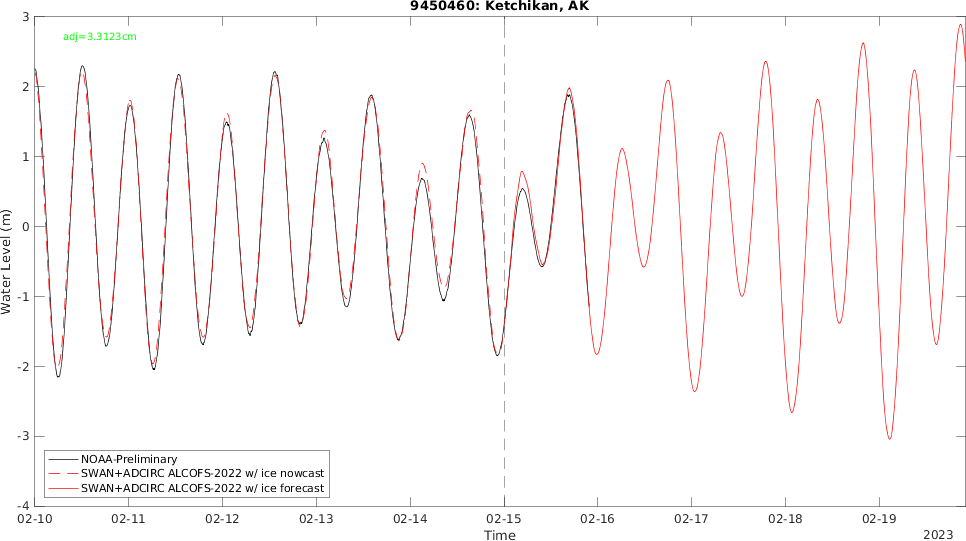 9450460: Ketchikan, AK
adj=3.3123cm
3
2
1
0
-1
-2
-3
-4
Water Level (m)
NOAA-Preliminary
SWAN+ADCIRC ALCOFS-2022 w/ ice nowcast
SWAN+ADCIRC ALCOFS-2022 w/ ice forecast
02-10 02-11 02-12 02-13 02-14 02-15 02-16 02-17 02-18 02-19
Time
2023